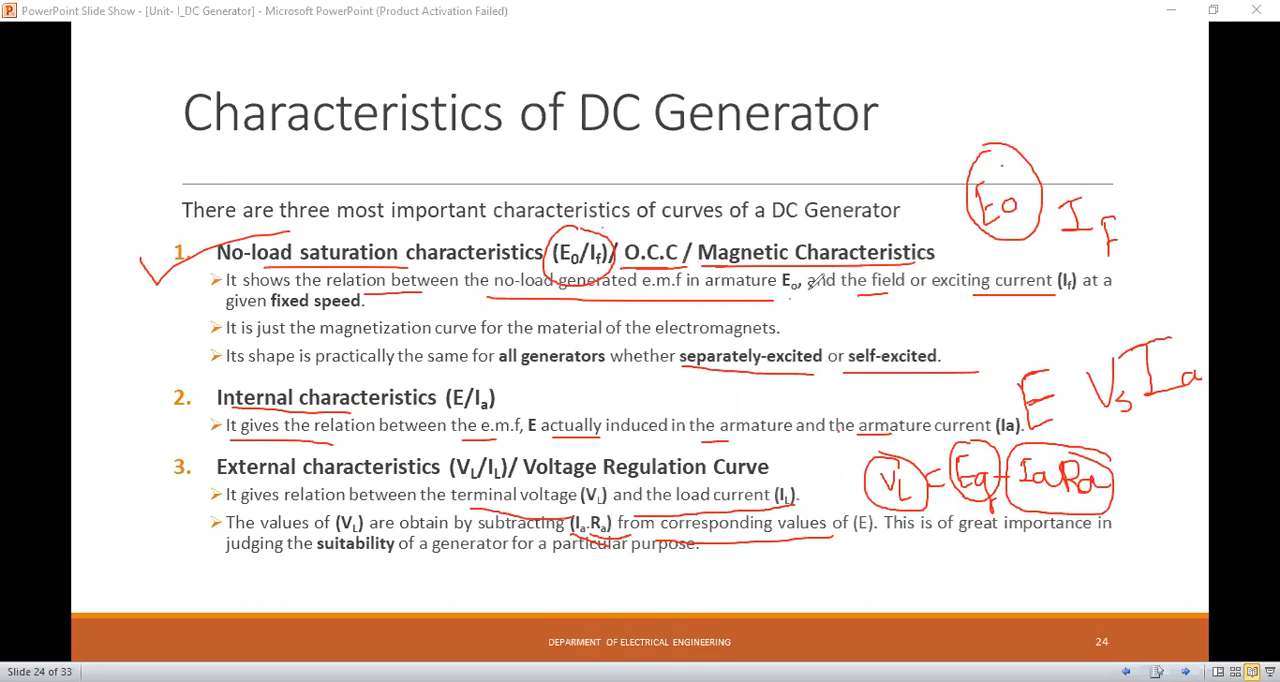 PowerPoint Slide Show - [Unit- I_DC Generator] - Microsoft PowerPoint (Product Activation Failed)
Characteristics of DC Generator
There are three most important characteristics of curves of a DC Generator
1. No-load saturation characteristics (E₀/If)/ O.C.C / Magnetic Characteristics
➢ It shows the relation between the no-load generated e.m.f in armature Eo, and the field or exciting current (If) at a
given fixed speed.
➢ It is just the magnetization curve for the material of the electromagnets.
➢ Its shape is practically the same for all generators whether separately-excited or self-excited.
2. Internal characteristics (E/Ia)
➢ It gives the relation between the e.m.f, E actually induced in the armature and the armature current (Ia).
3. External characteristics (VL/IL)/ Voltage Regulation Curve
➢ It gives relation between the terminal voltage (VL) and the load current (IL).
➢ The values of (VL) are obtain by subtracting (Ia.Ra) from corresponding values of (E). This is of great importance in
judging the suitability of a generator for a particular purpose.
Eo If
E Vs Ia
VL = Eg - IaRa
DEPARMENT OF ELECTRICAL ENGINEERING
24
Slide 24 of 33